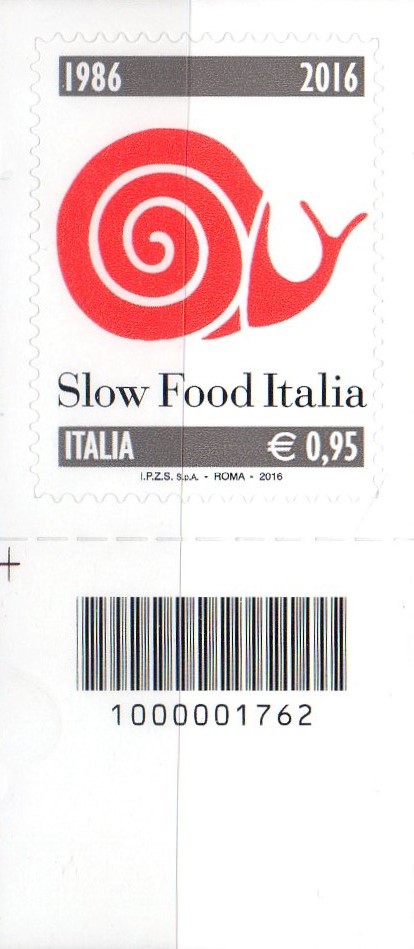 1986 2016
Slow Food Italia
ITALIA € 0,95
I.P.Z.S. S.p.A. - ROMA - 2016
1000001762